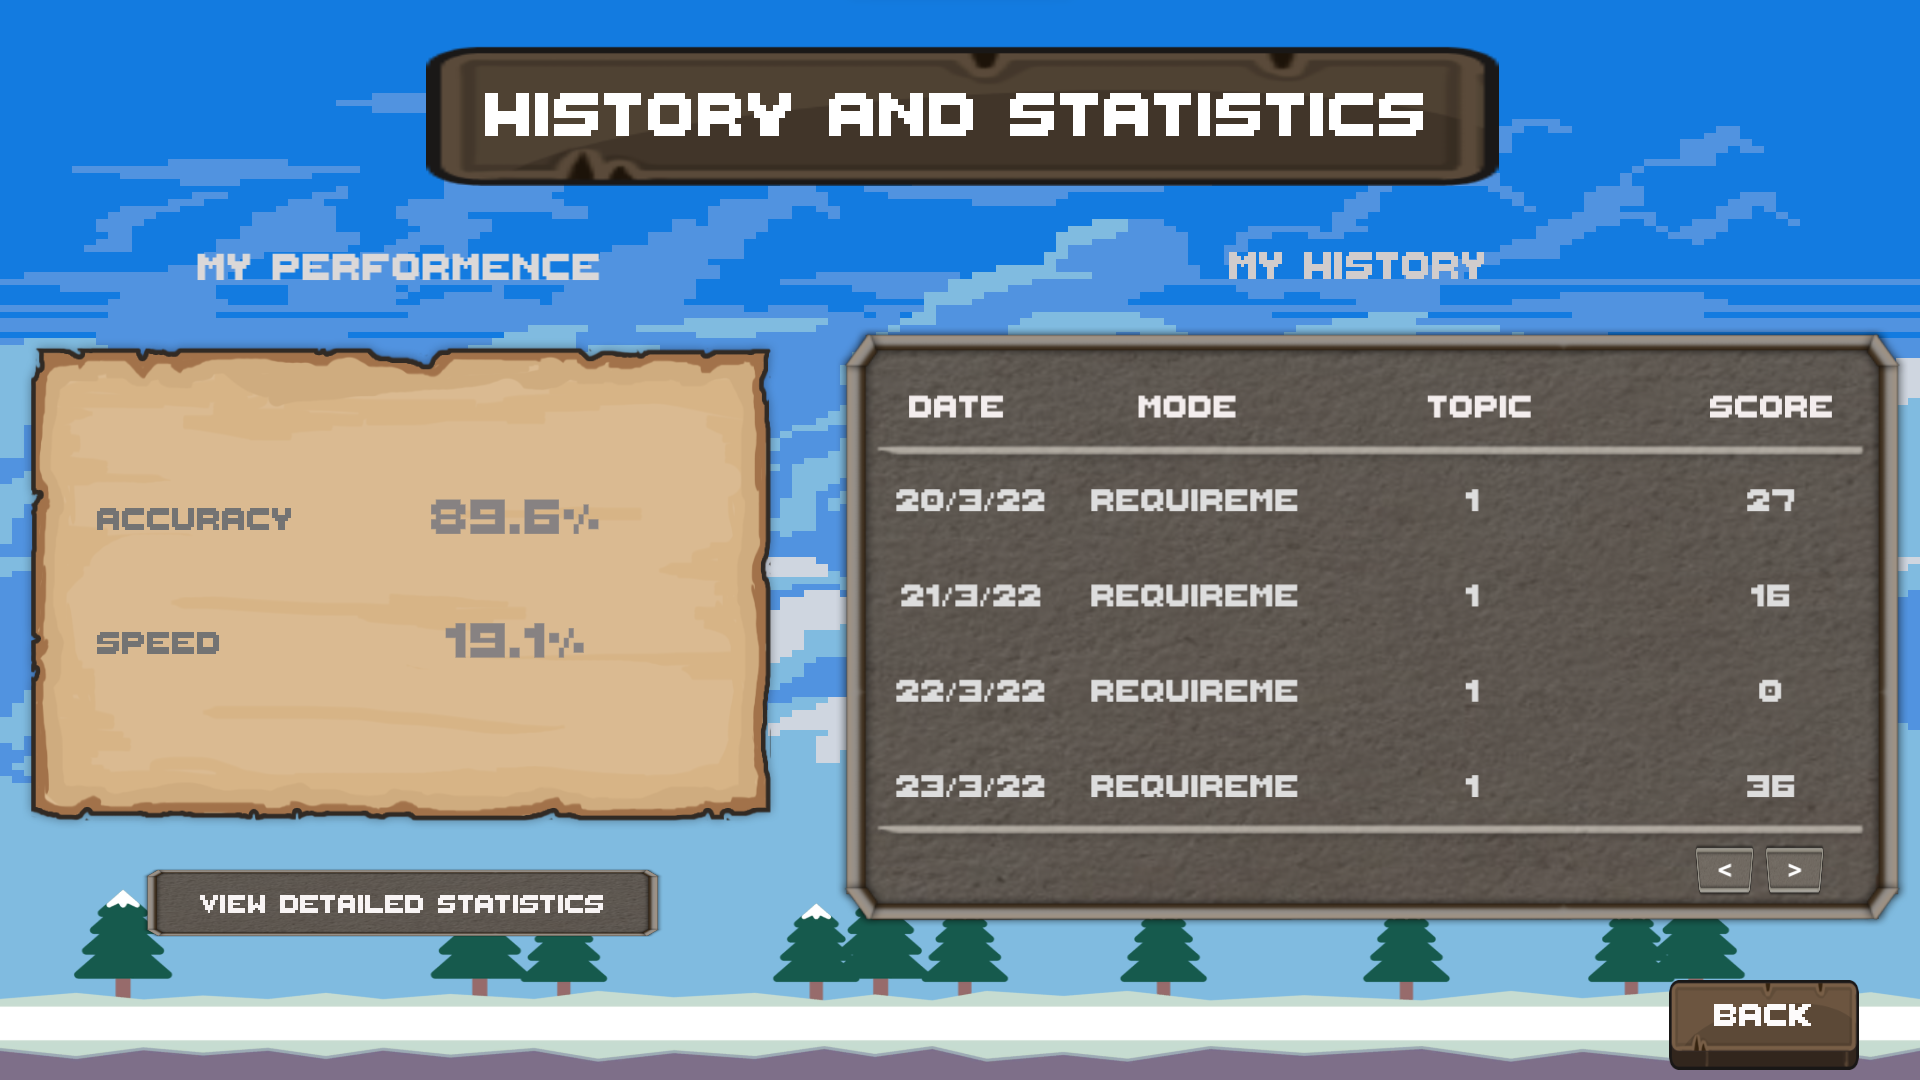 HISTORY AND STATISTICS
MY PERFORMENCE
ACCURACY 89.6%
SPEED 19.1%
VIEW DETAILED STATISTICS
MY HISTORY
DATE MODE TOPIC SCORE
20/3/22 REQUIREME 1 27
21/3/22 REQUIREME 1 16
22/3/22 REQUIREME 1 0
23/3/22 REQUIREME 1 36
< >
BACK